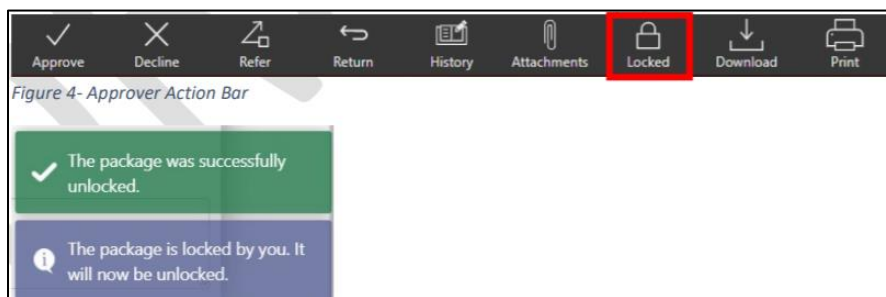 Approve Decline Refer Return History Attachments Locked Download Print
Figure 4- Approver Action Bar
The package was successfully
unlocked.
The package is locked by you. It
will now be unlocked.